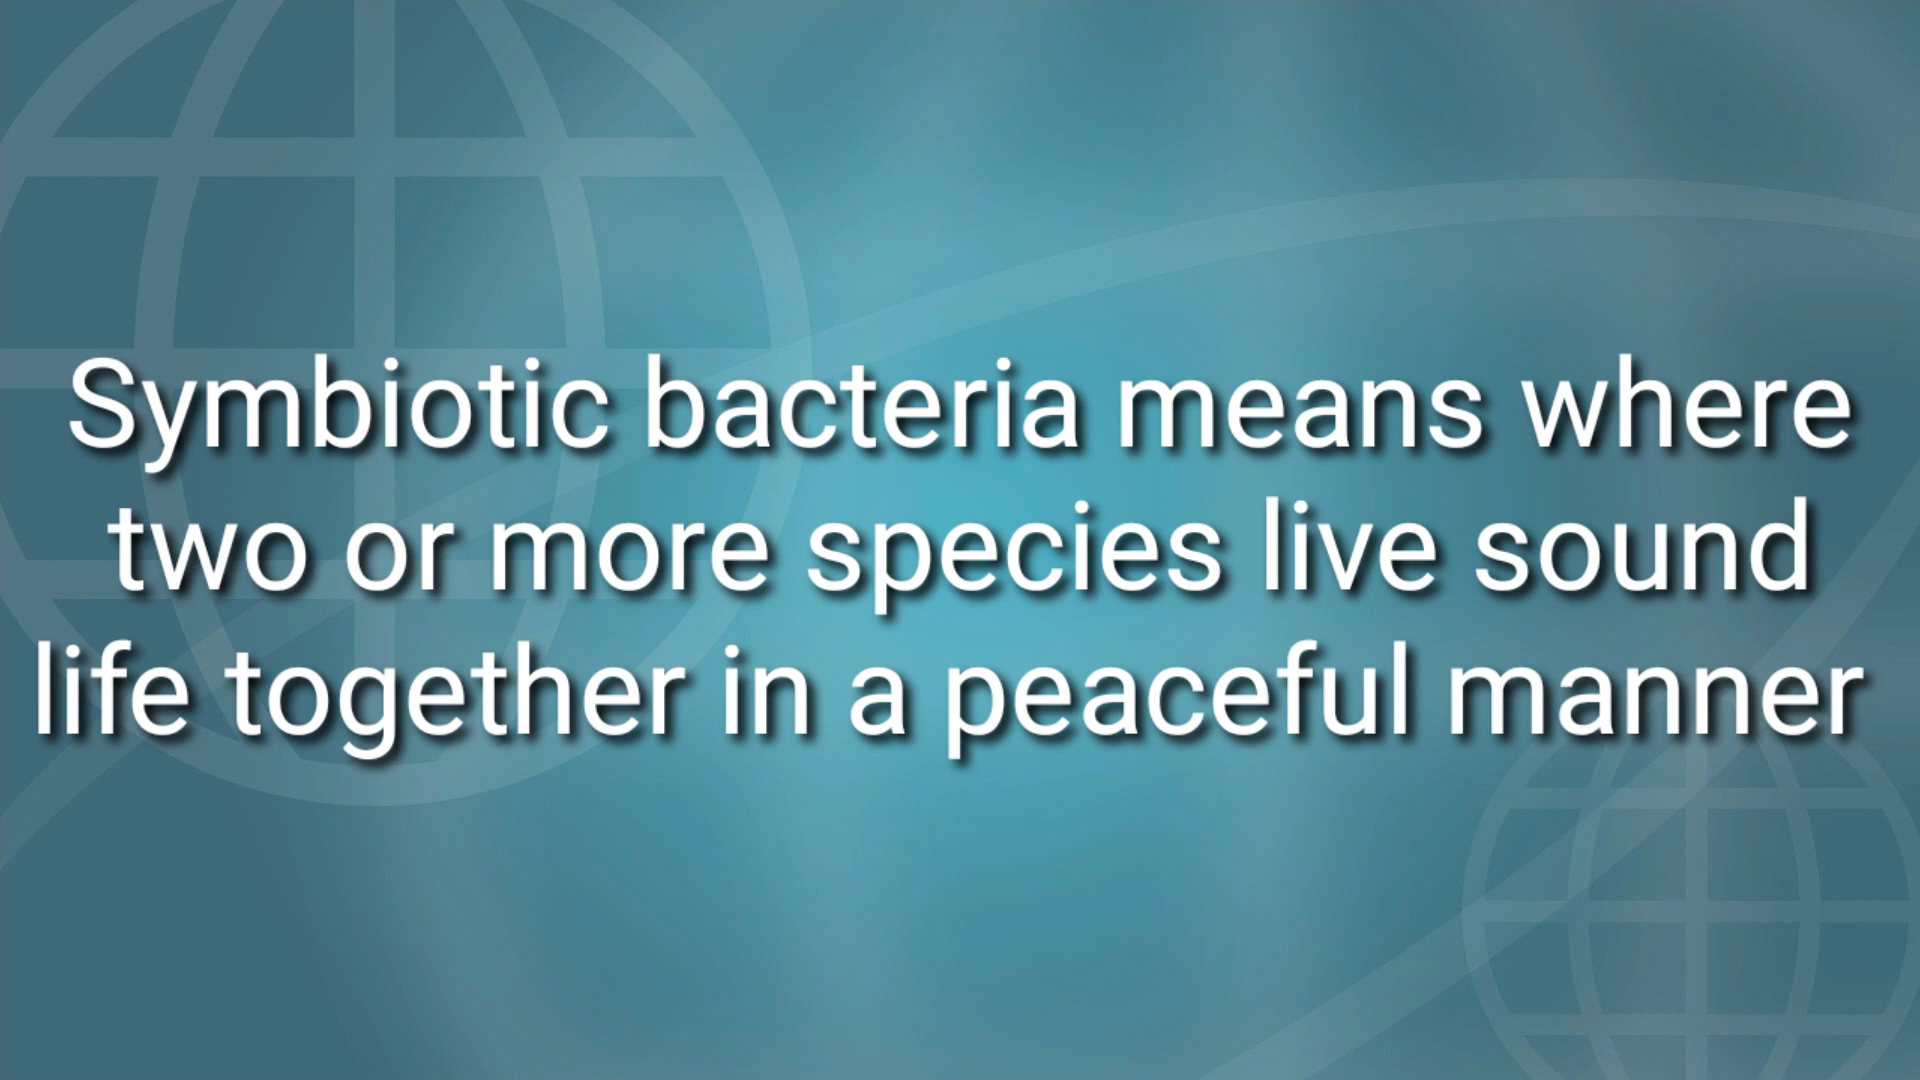 Symbiotic bacteria means where
two or more species live sound
life together in a peaceful manner